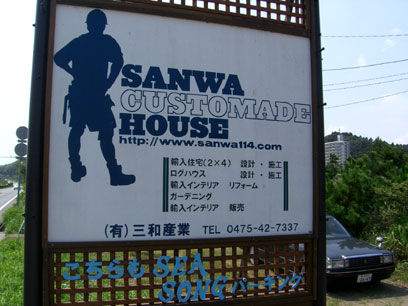 SANWA
CUSTOMADE
HOUSE
http://www.sanwa114.com/
輸入住宅(2×4) 設計・施工
ログハウス 設計・施工
輸入インテリア リフォーム
ガーデニング
輸入インテリア 販売
(有)三和産業 TEL 0475-42-7337
こちらも SEA
SONG パーキング